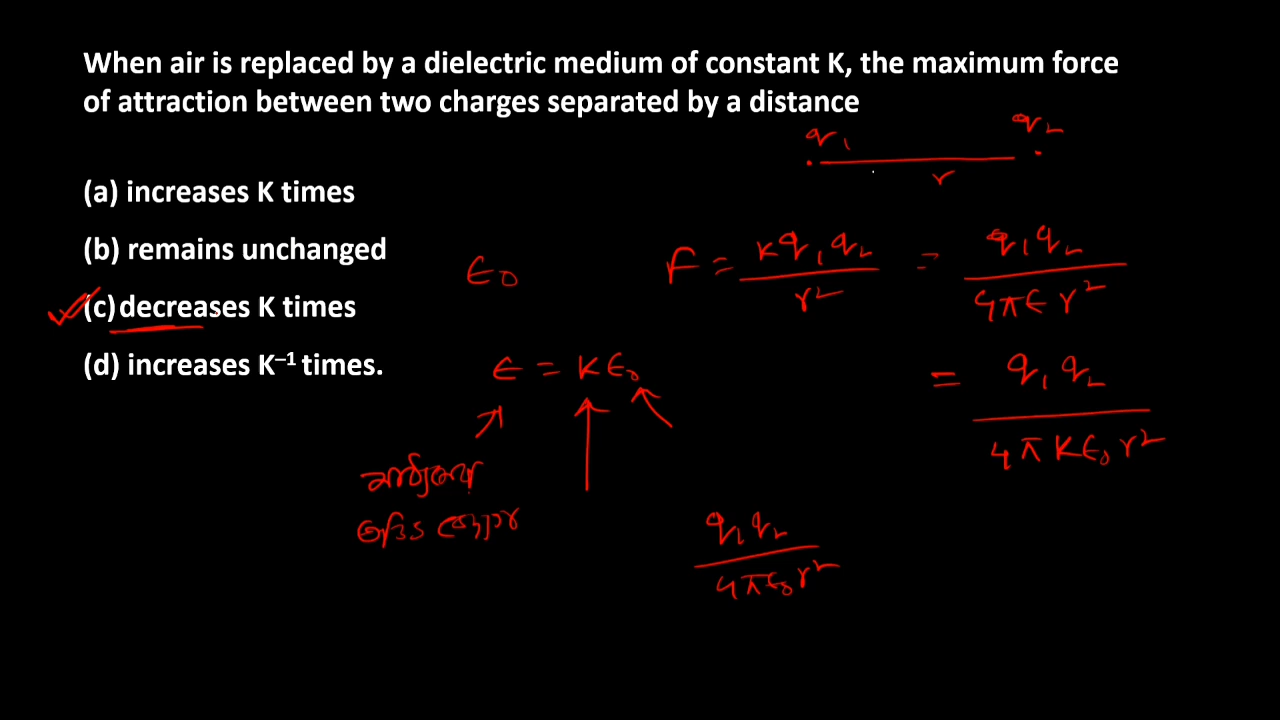 When air is replaced by a dielectric medium of constant K, the maximum force
of attraction between two charges separated by a distance
q₁ q₂
r
(a) increases K times
(b) remains unchanged
(c) decreases K times
(d) increases K⁻¹ times.
ϵ₀
F = Kq₁q₂/r² = q₁q₂/4πϵr²
ϵ = Kϵ₀
= q₁q₂/4πKϵ₀r²
q₁q₂/4πϵ₀r²